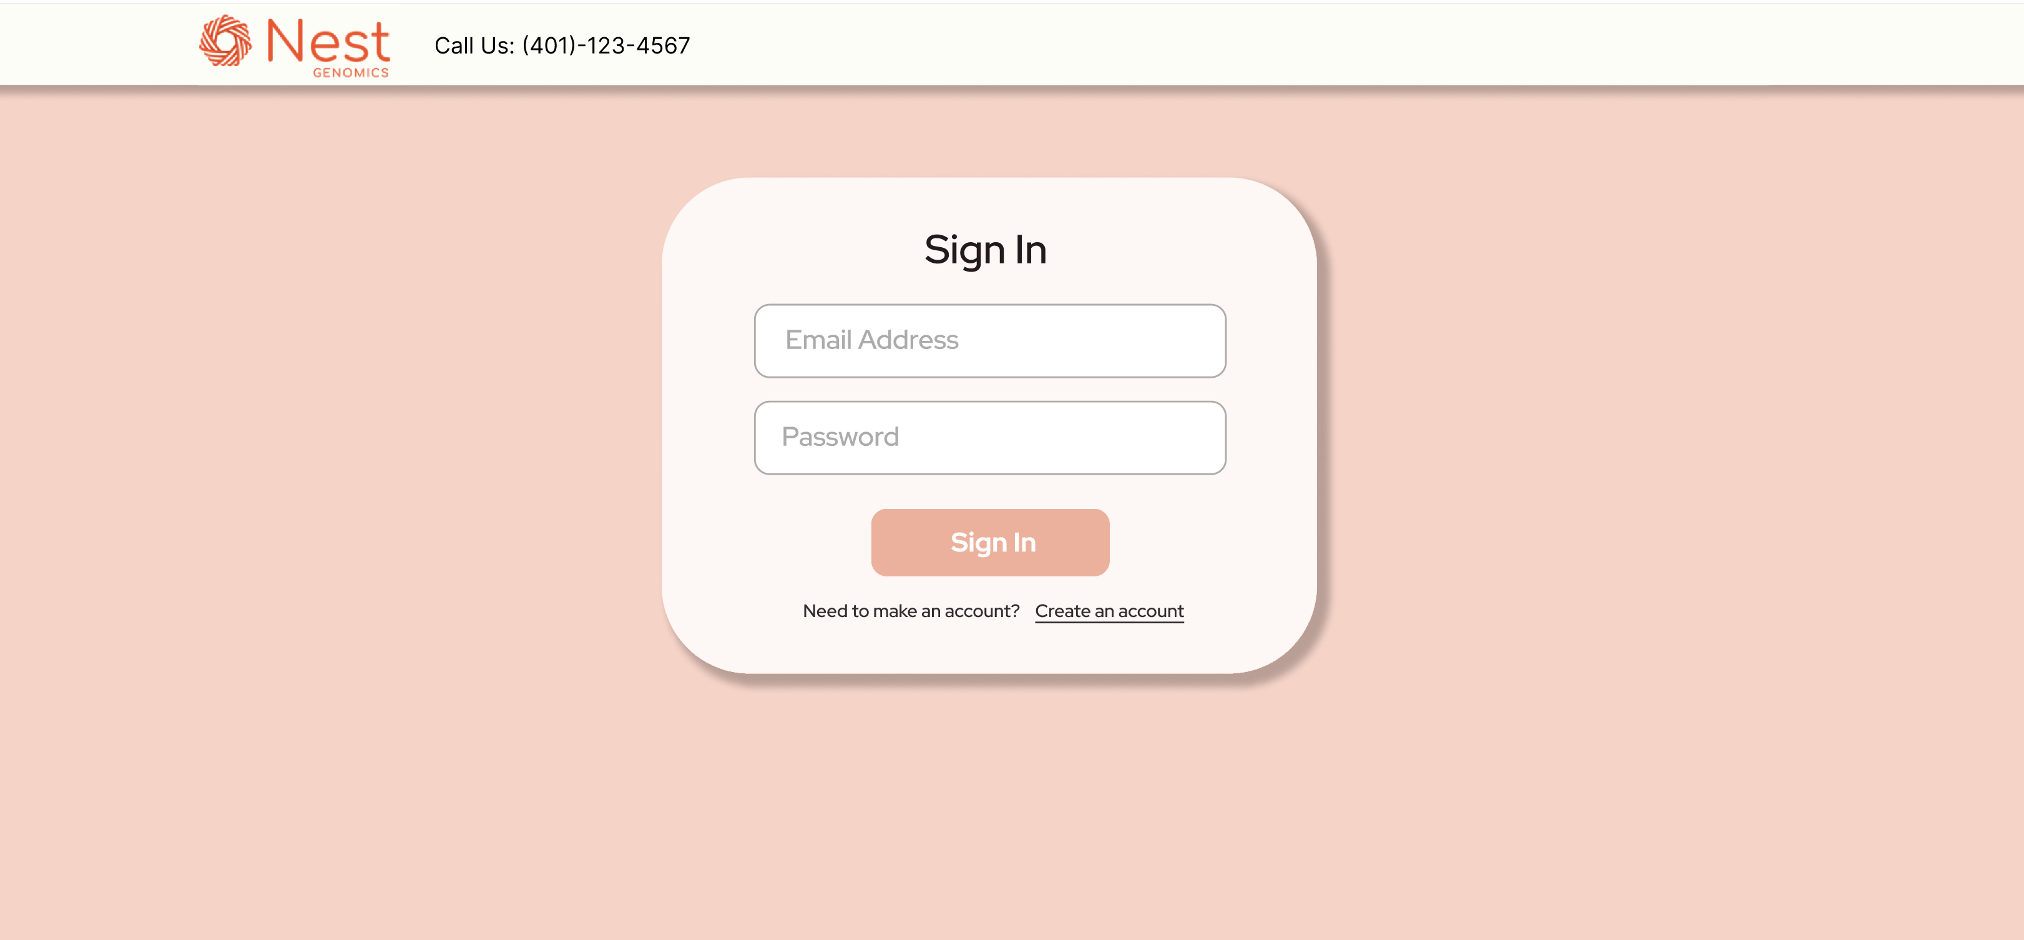 Nest
GENOMICS
Call Us: (401)-123-4567
Sign In
Email Address
Password
Sign In
Need to make an account? Create an account